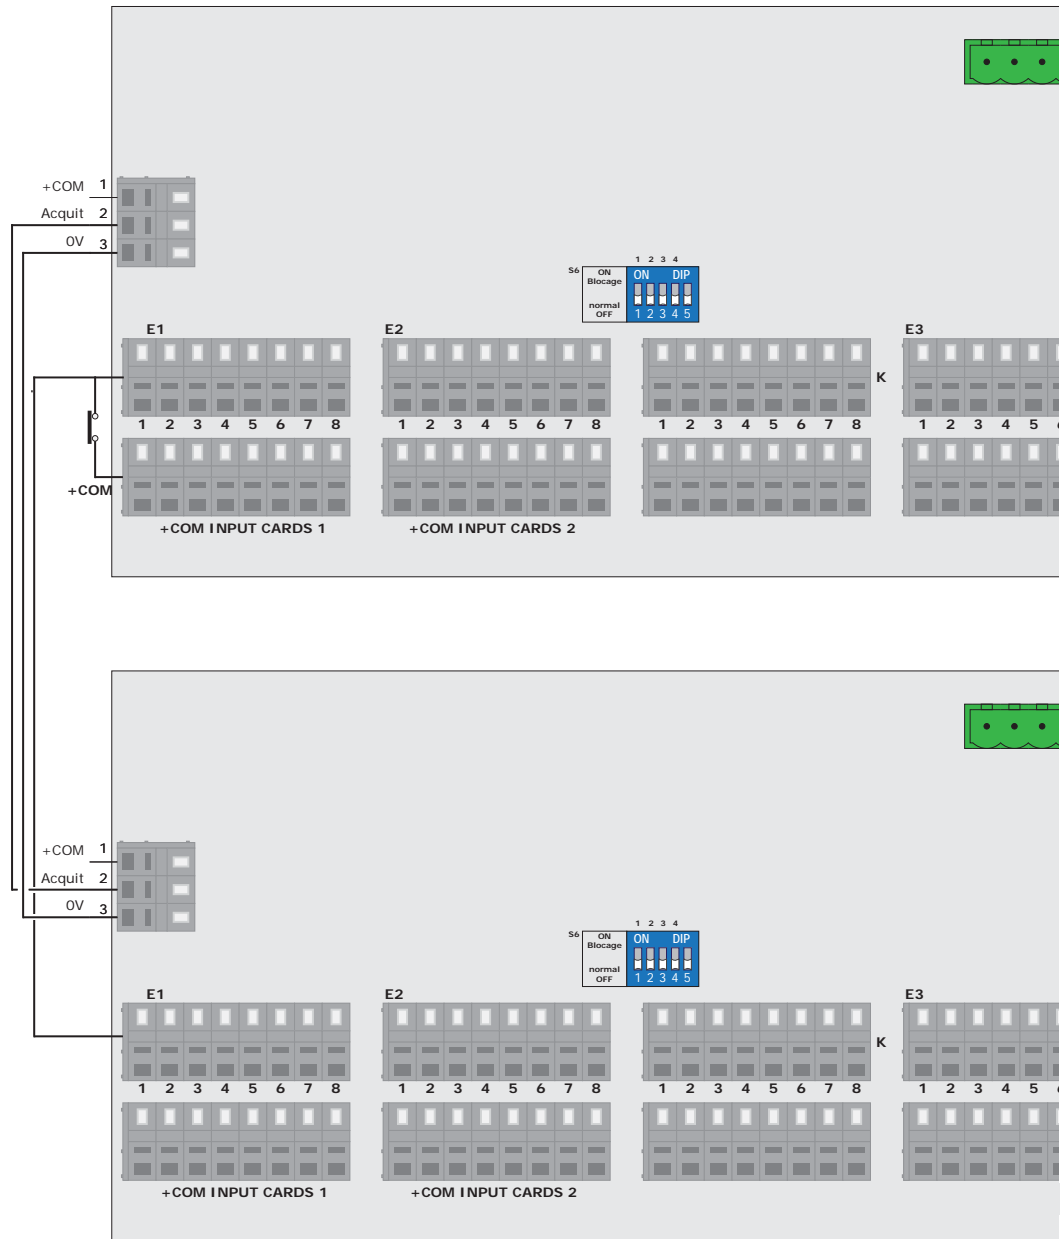 +COM 1
Acquit 2
0V 3
1 2 3 4
S6 ON Blocage ON DIP
normal OFF 1 2 3 4 5
E1 E2 E3
K
1 2 3 4 5 6 7 8 1 2 3 4 5 6 7 8 1 2 3 4 5 6 7 8 1 2 3 4 5 6
+COM
+COM INPUT CARDS 1 +COM INPUT CARDS 2
+COM 1
Acquit 2
0V 3
1 2 3 4
S6 ON Blocage ON DIP
normal OFF 1 2 3 4 5
E1 E2 E3
K
1 2 3 4 5 6 7 8 1 2 3 4 5 6 7 8 1 2 3 4 5 6 7 8 1 2 3 4 5 6
+COM INPUT CARDS 1 +COM INPUT CARDS 2